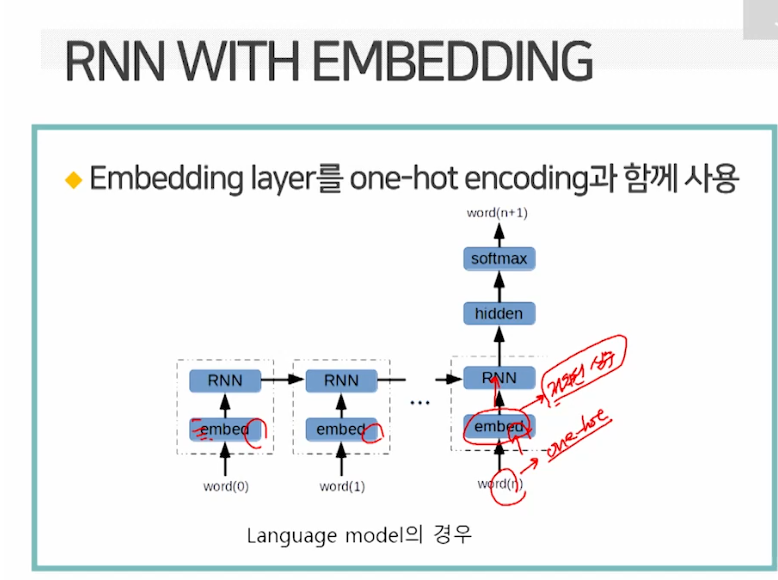 RNN WITH EMBEDDING
Embedding layer를 one-hot encoding과 함께 사용
word(n+1)
softmax
hidden
RNN
RNN
RNN
...
embed
embed
embed
one-hot
word(0)
word(1)
word(n)
Language model의 경우